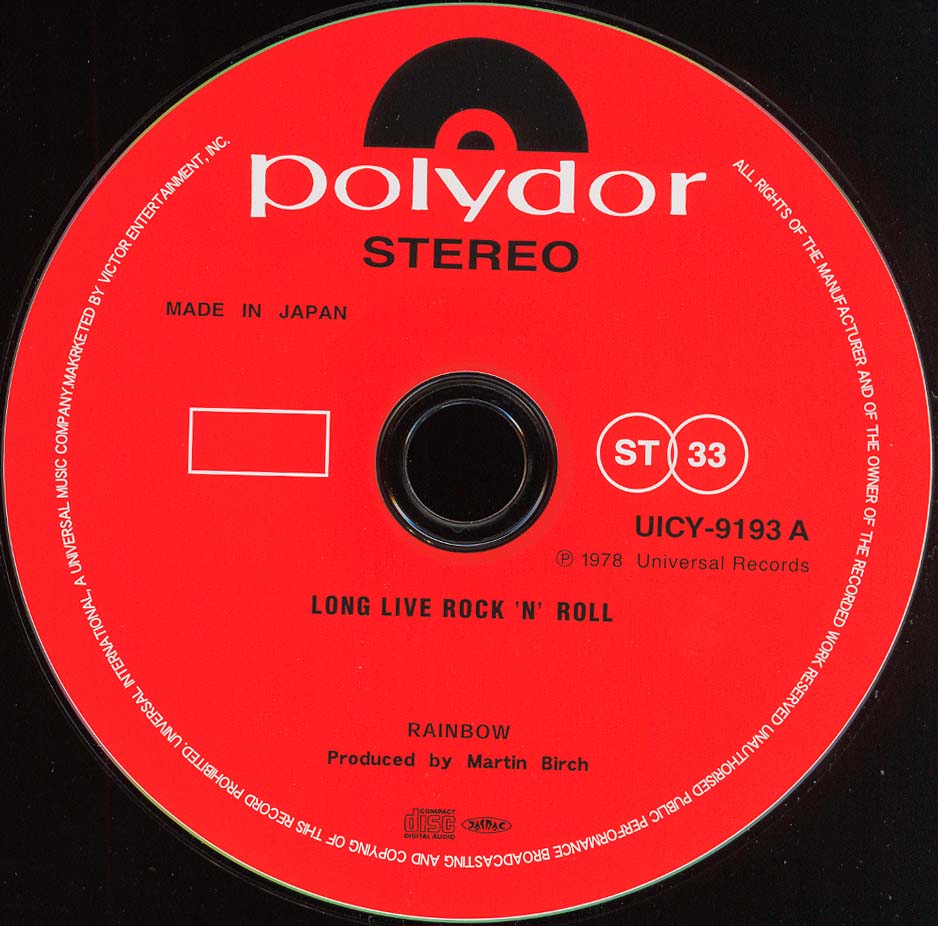 polydor
STEREO
MADE IN JAPAN
ST 33
UICY-9193 A
Ⓟ 1978 Universal Records
LONG LIVE ROCK 'N' ROLL
RAINBOW
Produced by Martin Birch
COMPACT
disc
DIGITAL AUDIO
JASRAC
ALL RIGHTS OF THE MANUFACTURER AND OF THE OWNER OF THE RECORDED WORK RESERVED UNAUTHORISED PUBLIC PERFORMANCE BROADCASTING AND COPYING OF THIS RECORD PROHIBITED. UNIVERSAL INTERNATIONAL, A UNIVERSAL MUSIC COMPANY.MAKRKETED BY VICTOR ENTERTAINMENT, INC.